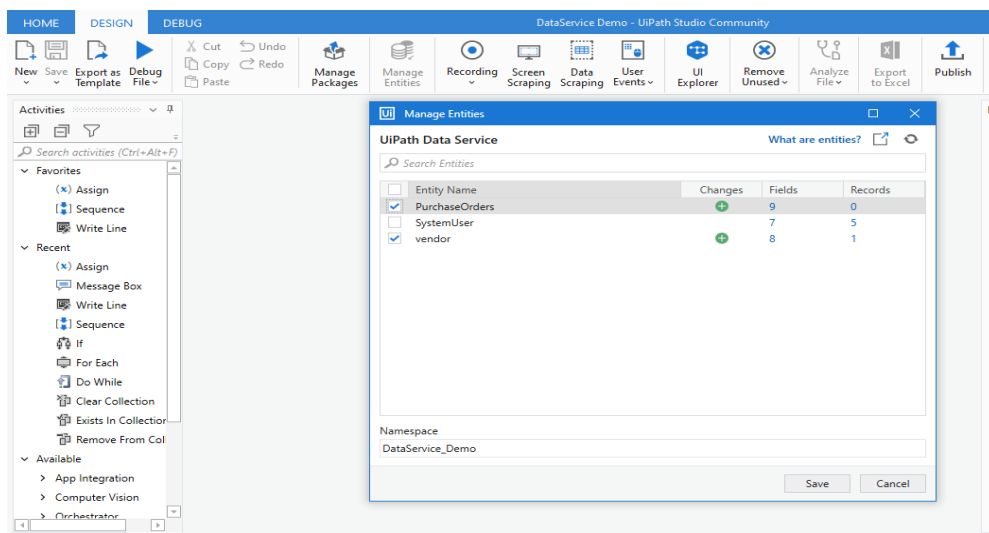 HOME DESIGN DEBUG DataService Demo - UiPath Studio Community
New Save Export as Template Debug File Cut Copy Paste Undo Redo Manage Packages Manage Entities Recording Screen Scraping Data Scraping User Events UI Explorer Remove Unused Analyze File Export to Excel Publish
Activities
Search activities (Ctrl+Alt+F)
Favorites
(x) Assign
Sequence
Write Line
Recent
(x) Assign
Message Box
Write Line
Sequence
If
For Each
Do While
Clear Collection
Exists In Collection
Remove From Col
Available
App Integration
Computer Vision
Orchestrator
Ui Manage Entities
UiPath Data Service What are entities?
Search Entities
Entity Name Changes Fields Records
PurchaseOrders 9 0
SystemUser 7 5
vendor 8 1
Namespace
DataService_Demo
Save Cancel